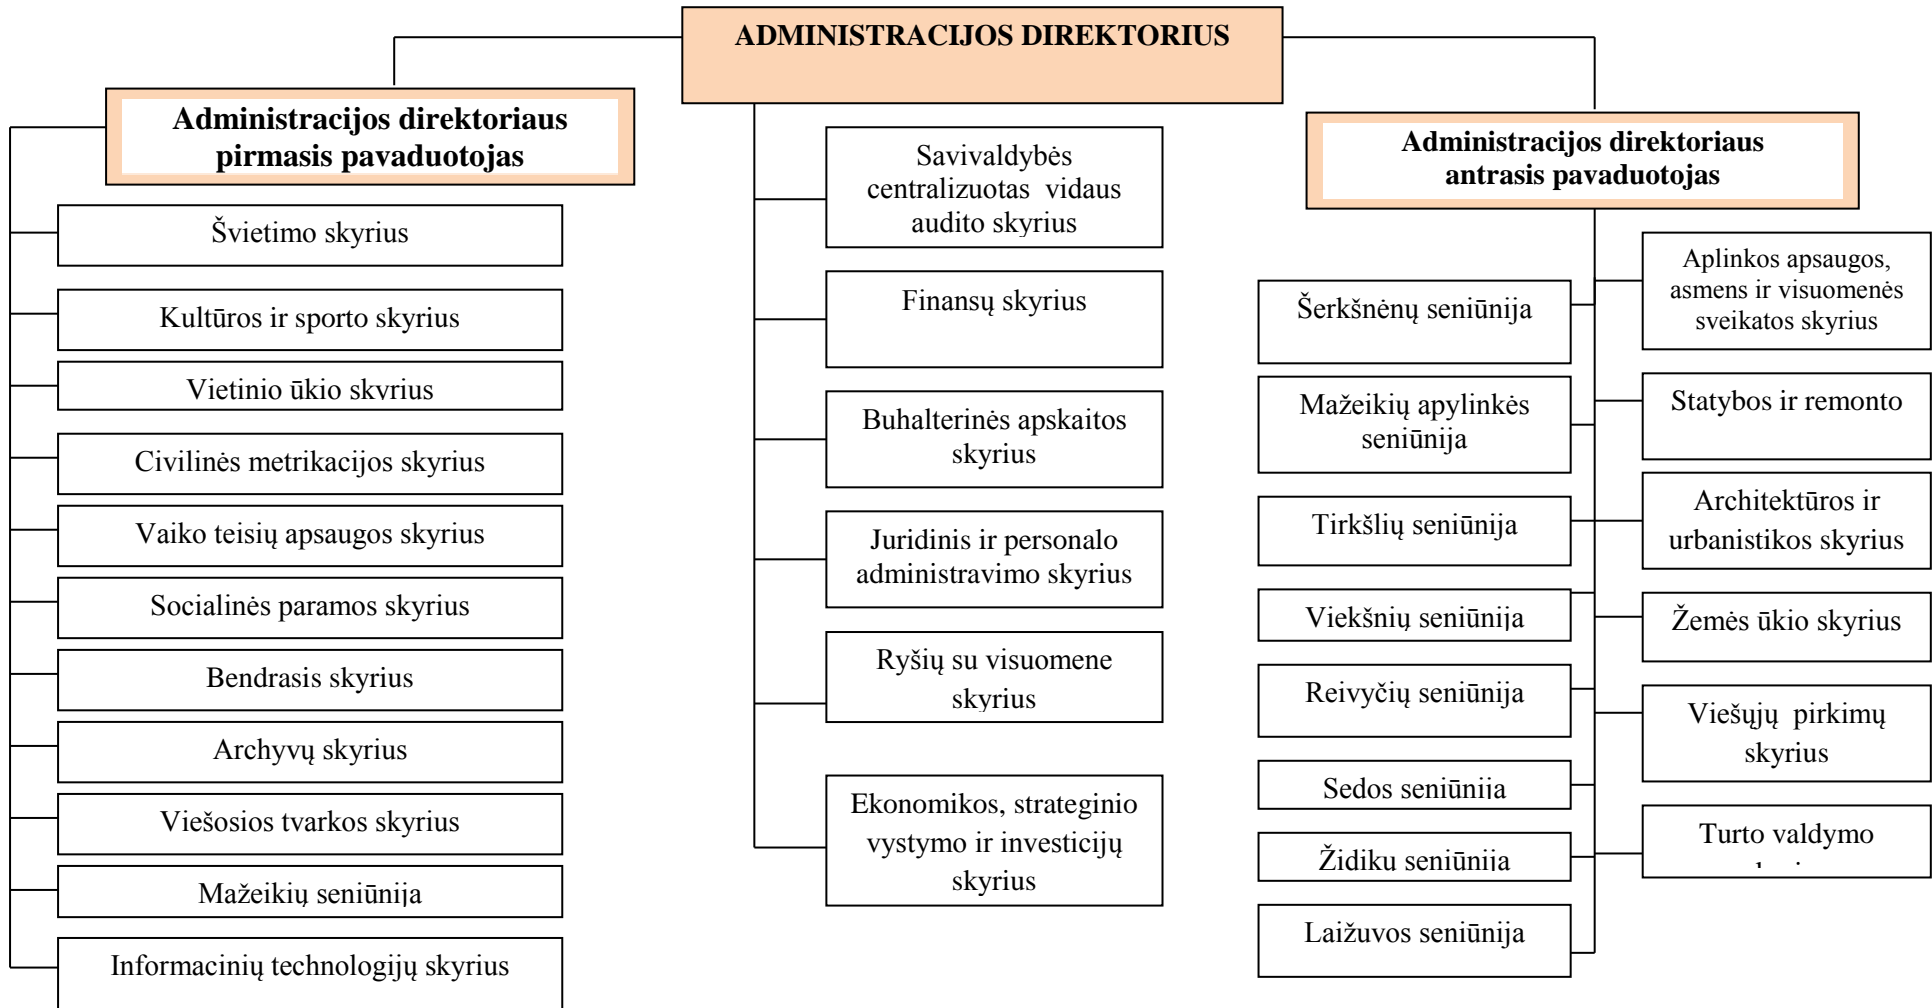 ADMINISTRACIJOS DIREKTORIUS
Administracijos direktoriaus
pirmasis pavaduotojas
Švietimo skyrius
Kultūros ir sporto skyrius
Vietinio ūkio skyrius
Civilinės metrikacijos skyrius
Vaiko teisių apsaugos skyrius
Socialinės paramos skyrius
Bendrasis skyrius
Archyvų skyrius
Viešosios tvarkos skyrius
Mažeikių seniūnija
Informacinių technologijų skyrius
Savivaldybės
centralizuotas vidaus
audito skyrius
Finansų skyrius
Buhalterinės apskaitos
skyrius
Juridinis ir personalo
administravimo skyrius
Ryšių su visuomene
skyrius
Ekonomikos, strateginio
vystymo ir investicijų
skyrius
Administracijos direktoriaus
antrasis pavaduotojas
Šerkšnėnų seniūnija
Mažeikių apylinkės
seniūnija
Tirkšlių seniūnija
Viekšnių seniūnija
Reivyčių seniūnija
Sedos seniūnija
Židikų seniūnija
Laižuvos seniūnija
Aplinkos apsaugos,
asmens ir visuomenės
sveikatos skyrius
Statybos ir remonto
Architektūros ir
urbanistikos skyrius
Žemės ūkio skyrius
Viešųjų pirkimų
skyrius
Turto valdymo